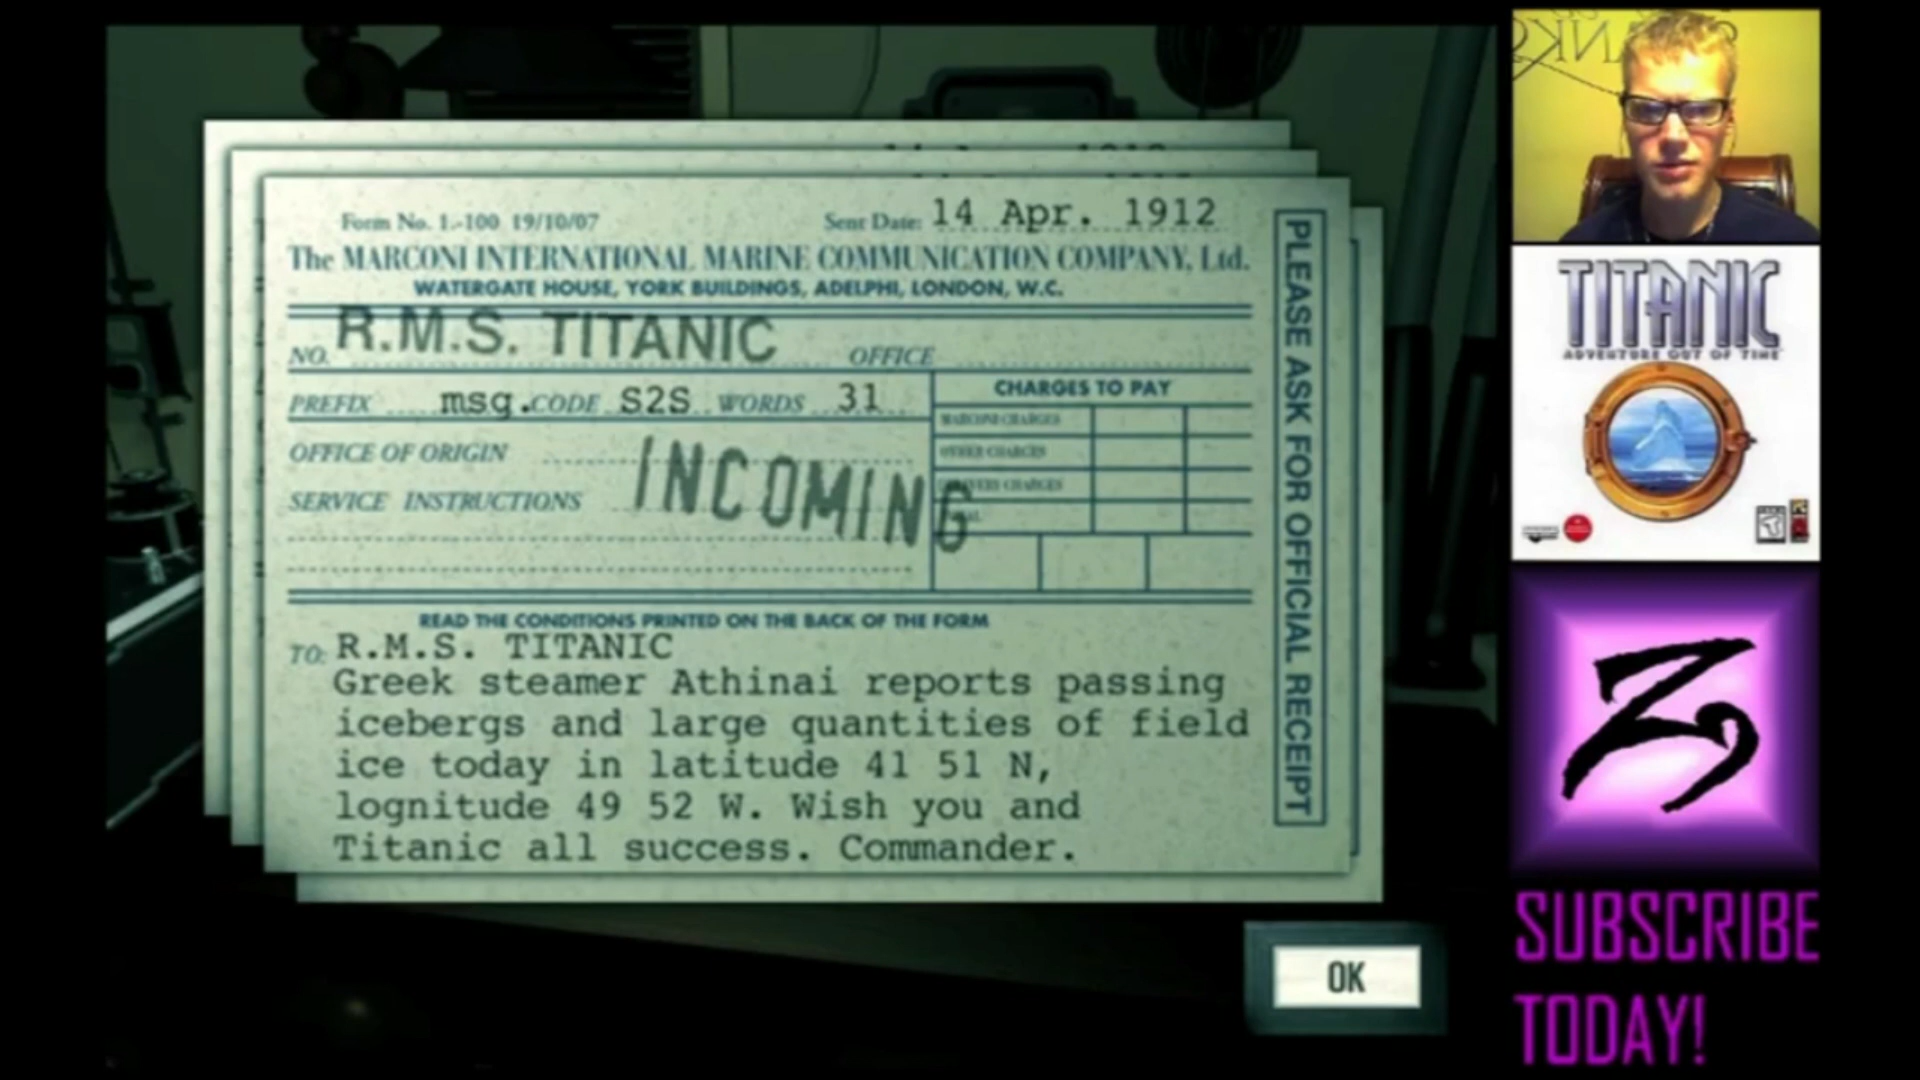 Form No. 1.-100 19/10/07
Sent Date: 14 Apr. 1912
The MARCONI INTERNATIONAL MARINE COMMUNICATION COMPANY, Ltd.
WATERGATE HOUSE, YORK BUILDINGS, ADELPHI, LONDON, W.C.
NO. R.M.S. TITANIC OFFICE
PREFIX msg. CODE S2S WORDS 31
CHARGES TO PAY
MARCONI CHARGES
OTHER CHARGES
OFFICE OF ORIGIN
SERVICE INSTRUCTIONS
INCOMING
READ THE CONDITIONS PRINTED ON THE BACK OF THE FORM
TO: R.M.S. TITANIC
Greek steamer Athinai reports passing
icebergs and large quantities of field
ice today in latitude 41 51 N,
lognitude 49 52 W. Wish you and
Titanic all success. Commander.
PLEASE ASK FOR OFFICIAL RECEIPT
OK
TITANIC
ADVENTURE OUT OF TIME
SUBSCRIBE
TODAY!